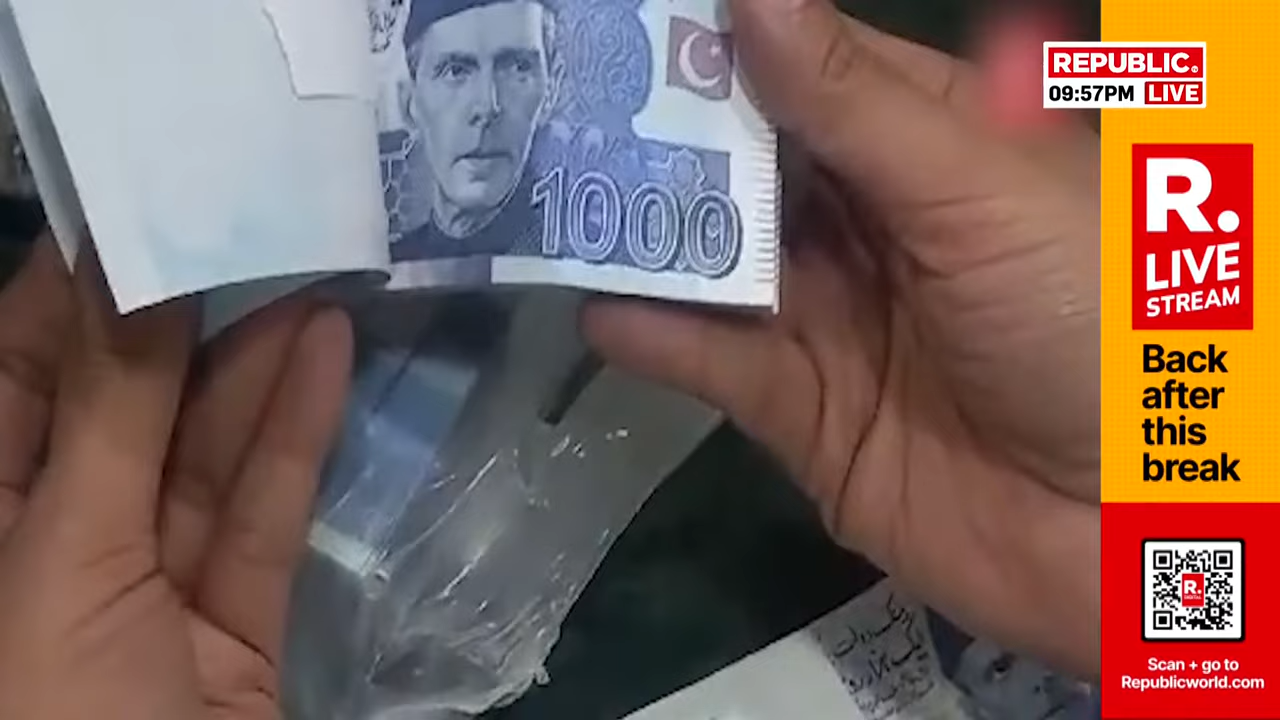 1000
REPUBLIC.
09:57PM LIVE
R.
LIVE
STREAM
Back
after
this
break
R.
Scan + go to
Republicworld.com